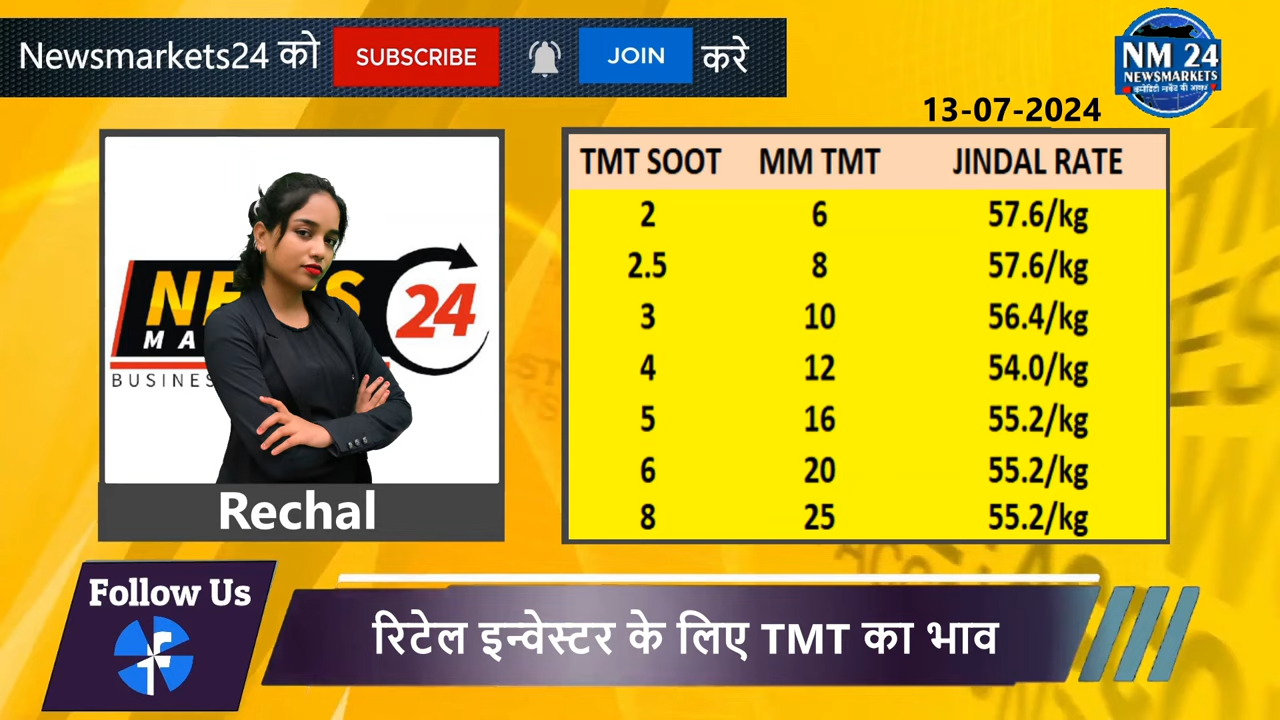 Newsmarkets24 को SUBSCRIBE JOIN करे
NM 24
NEWSMARKETS
13-07-2024
TMT SOOT MM TMT JINDAL RATE
2 6 57.6/kg
2.5 8 57.6/kg
3 10 56.4/kg
4 12 54.0/kg
5 16 55.2/kg
6 20 55.2/kg
8 25 55.2/kg
24
BUSINES
Rechal
Follow Us
रिटेल इन्वेस्टर के लिए TMT का भाव